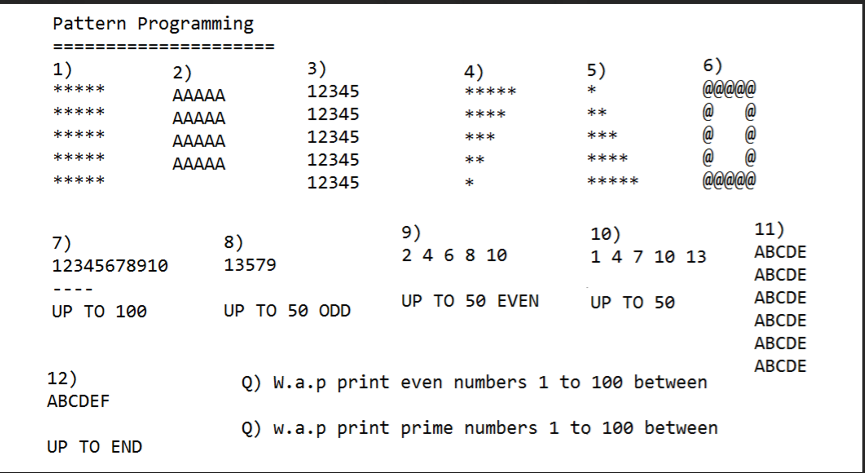 Pattern Programming
=====================
1)
*****
*****
*****
*****
*****
2)
AAAAA
AAAAA
AAAAA
AAAAA
3)
12345
12345
12345
12345
12345
4)
*****
****
***
**
*
5)
*
**
***
****
*****
6)
@@@@@
@   @
@   @
@   @
@@@@@
7)
12345678910
----
UP TO 100
8)
13579
UP TO 50 ODD
9)
2 4 6 8 10
UP TO 50 EVEN
10)
1 4 7 10 13
UP TO 50
11)
ABCDE
ABCDE
ABCDE
ABCDE
ABCDE
ABCDE
12)
ABCDEF
UP TO END
Q) W.a.p print even numbers 1 to 100 between
Q) w.a.p print prime numbers 1 to 100 between